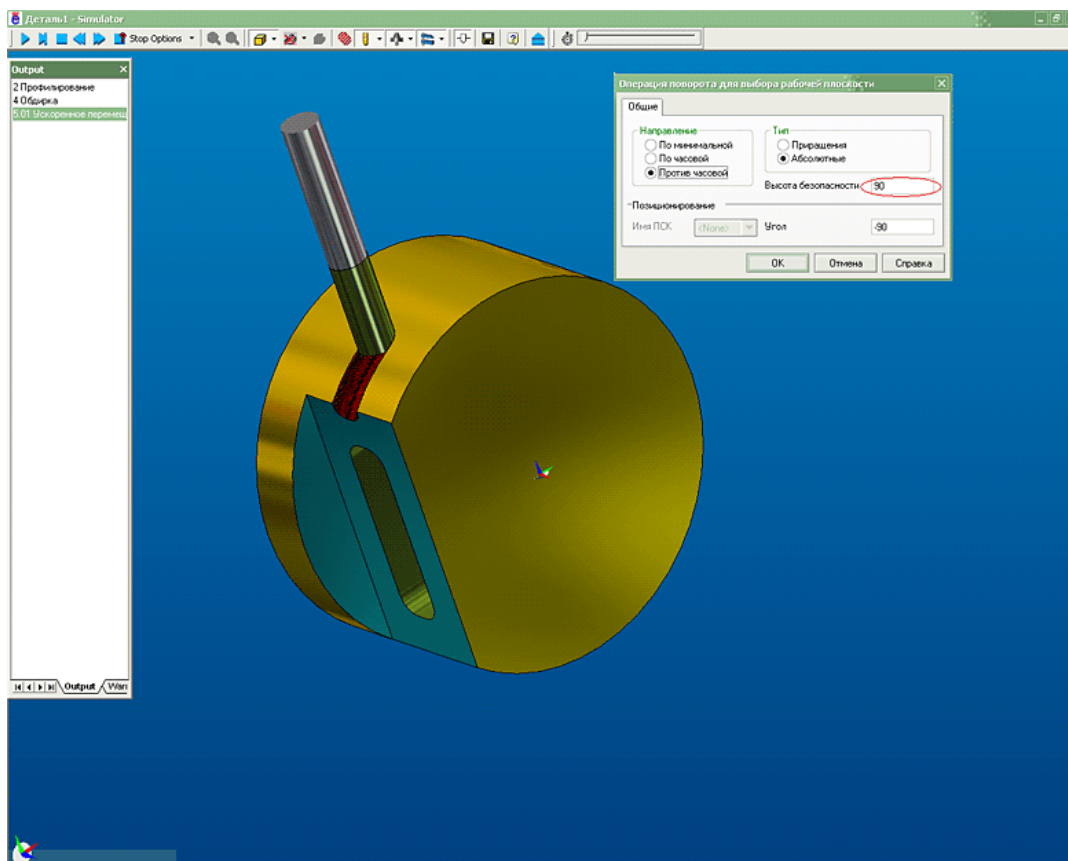 Деталь1 - Simulator
Stop Options
Output
2 Профилирование
4 Обдирка
5.01 Ускоренное перемещ
Output
Warr
Операция поворота для выбора рабочей плоскости
Общие
Направление
По минимальной
По часовой
Против часовой
Тип
Приращения
Абсолютные
Высота безопасности
90
Позиционирование
Имя ПСК
<None>
Угол
-90
OK
Отмена
Справка